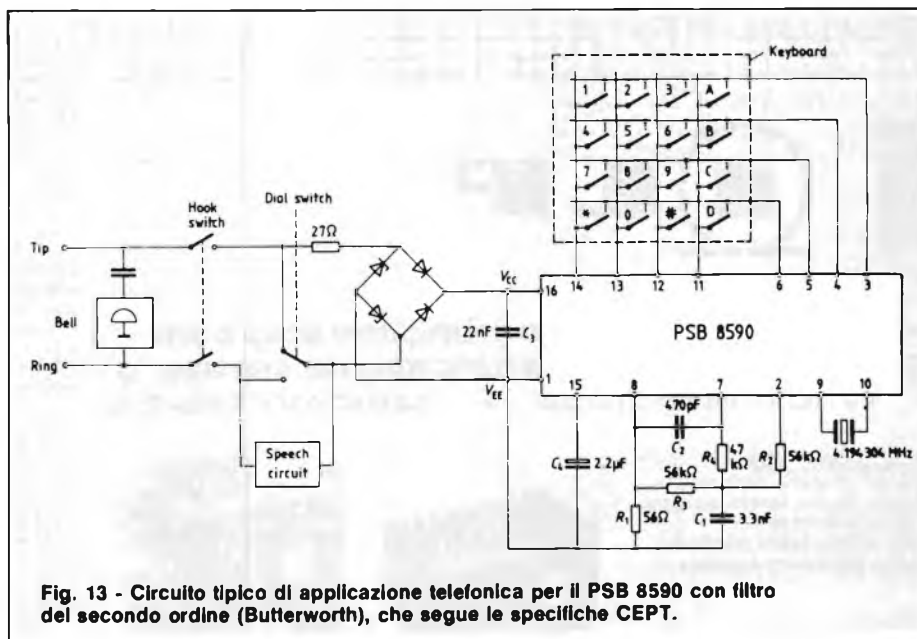 Keyboard
1 2 3 A
4 5 6 B
7 8 9 C
* 0 # D
Hook switch
Dial switch
Tip
27Ω
Bell
Ring
Speech circuit
14 13 12 11 6 5 4 3
V_CC 16
22nF C3
V_EE 1
PSB 8590
15 8 7 2 9 10
470pF
C2
C4 2.2µF
R4 47 kΩ
R2 56kΩ
4.194304 MHz
56kΩ
R3
R1 56Ω
C1 3.3nF
Fig. 13 - Circuito tipico di applicazione telefonica per il PSB 8590 con filtro
del secondo ordine (Butterworth), che segue le specifiche CEPT.